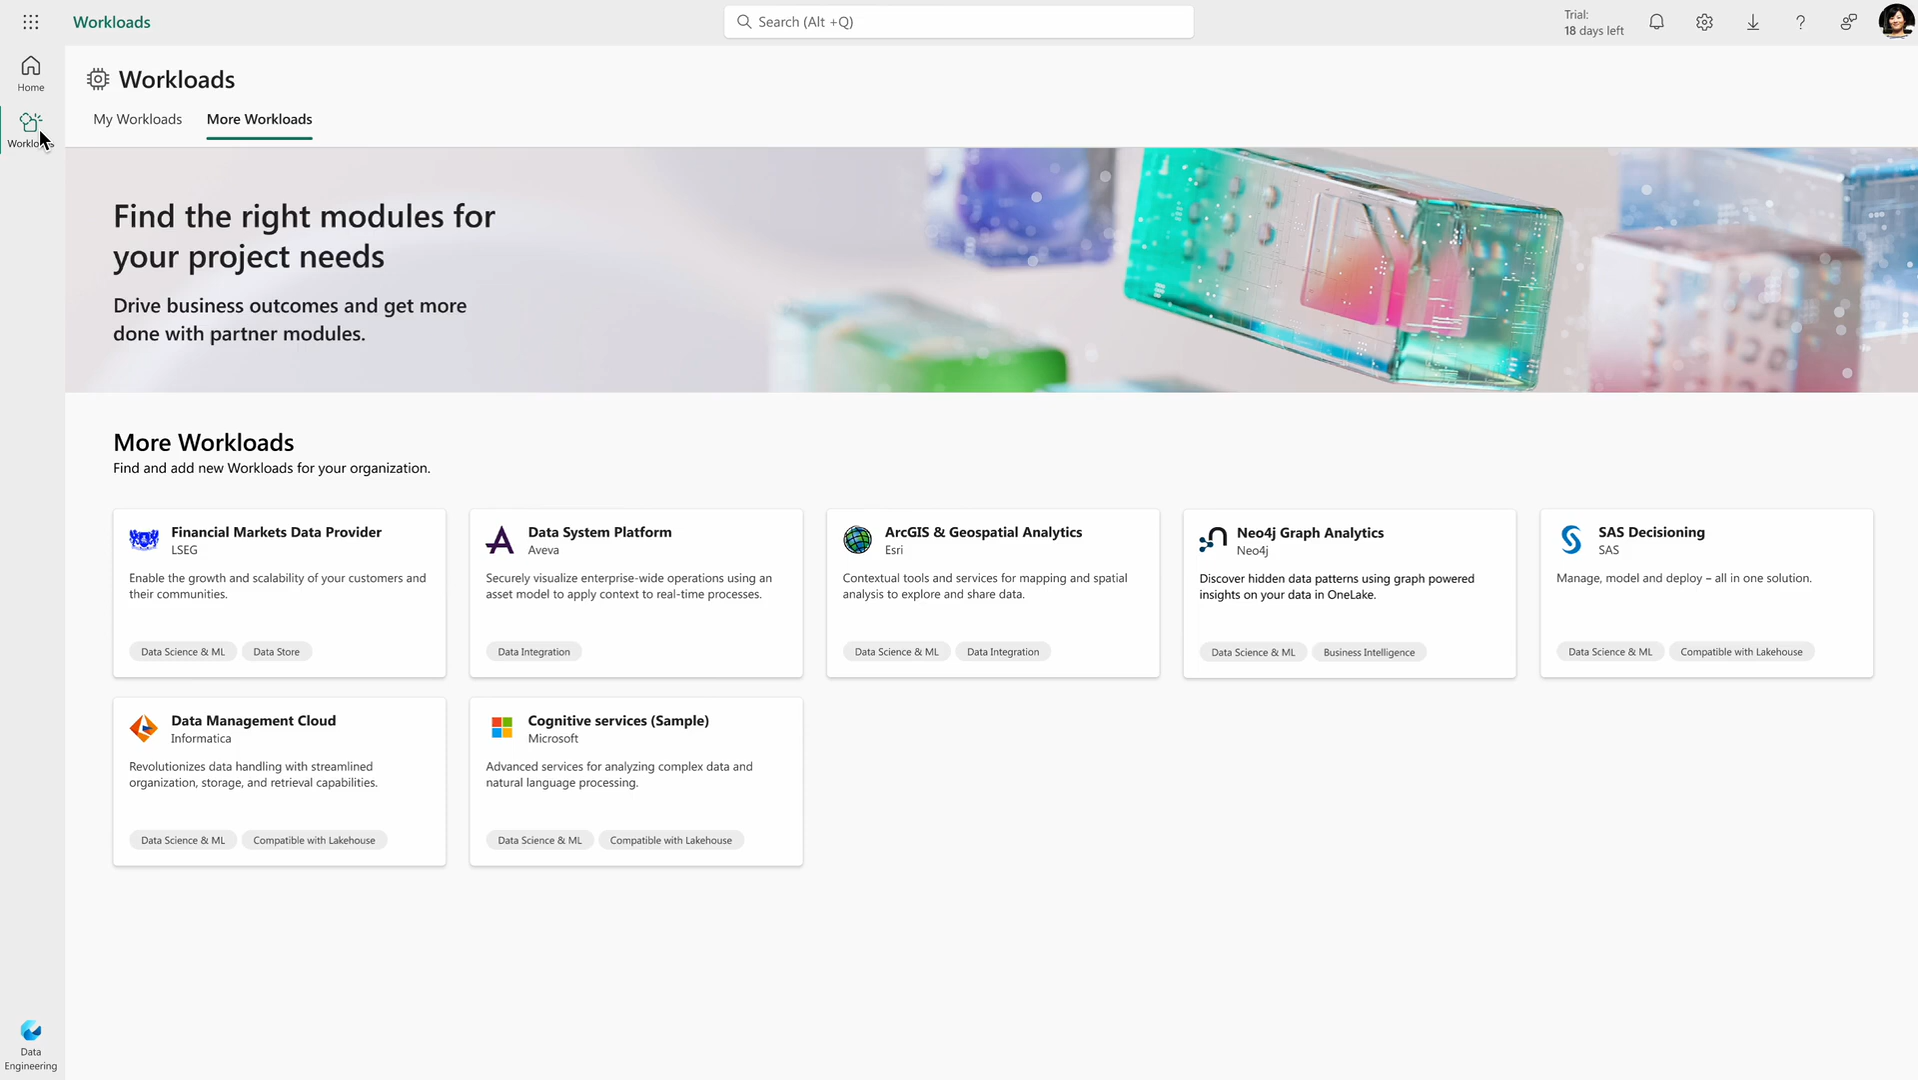 Workloads
Search (Alt +Q)
Trial:
18 days left
Home
Workloads
My Workloads
More Workloads
Find the right modules for
your project needs
Drive business outcomes and get more
done with partner modules.
More Workloads
Find and add new Workloads for your organization.
Financial Markets Data Provider
LSEG
Enable the growth and scalability of your customers and
their communities.
Data Science & ML
Data Store
Data System Platform
Aveva
Securely visualize enterprise-wide operations using an
asset model to apply context to real-time processes.
Data Integration
ArcGIS & Geospatial Analytics
Esri
Contextual tools and services for mapping and spatial
analysis to explore and share data.
Data Science & ML
Data Integration
Neo4j Graph Analytics
Neo4j
Discover hidden data patterns using graph powered
insights on your data in OneLake.
Data Science & ML
Business Intelligence
SAS Decisioning
SAS
Manage, model and deploy – all in one solution.
Data Science & ML
Compatible with Lakehouse
Data Management Cloud
Informatica
Revolutionizes data handling with streamlined
organization, storage, and retrieval capabilities.
Data Science & ML
Compatible with Lakehouse
Cognitive services (Sample)
Microsoft
Advanced services for analyzing complex data and
natural language processing.
Data Science & ML
Compatible with Lakehouse
Data
Engineering